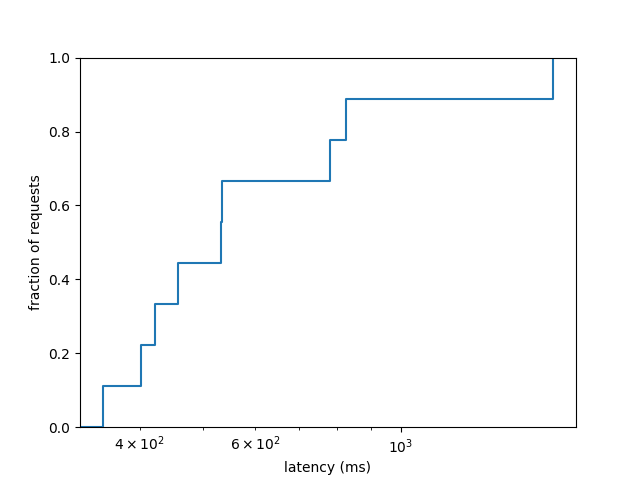 1.0
0.8
0.6
0.4
0.2
0.0
fraction of requests
4 × 10² 6 × 10² 10³
latency (ms)